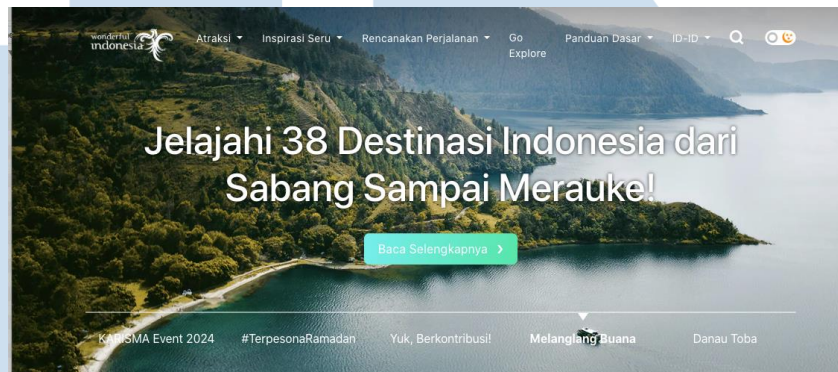 wonderful
indonesia
Atraksi
Inspirasi Seru
Rencanakan Perjalanan
Go
Explore
Panduan Dasar
ID-ID
Jelajahi 38 Destinasi Indonesia dari
Sabang Sampai Merauke!
Baca Selengkapnya
KARISMA Event 2024
#TerpesonaRamadan
Yuk, Berkontribusi!
Melanglang Buana
Danau Toba